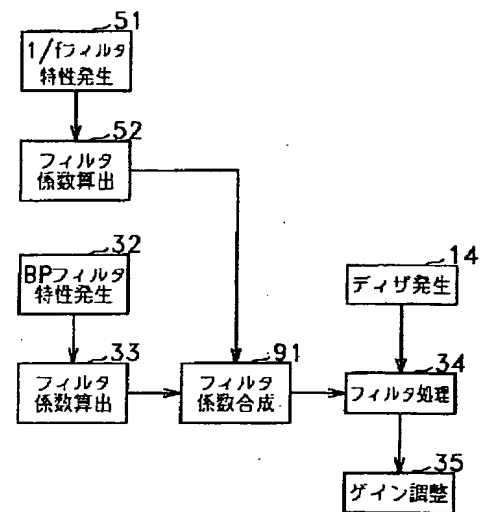 51
1/fフィルタ
特性発生
52
フィルタ
係数算出
32
BPフィルタ
特性発生
14
ディザ発生
33
フィルタ
係数算出
91
フィルタ
係数合成
34
フィルタ処理
35
ゲイン調整